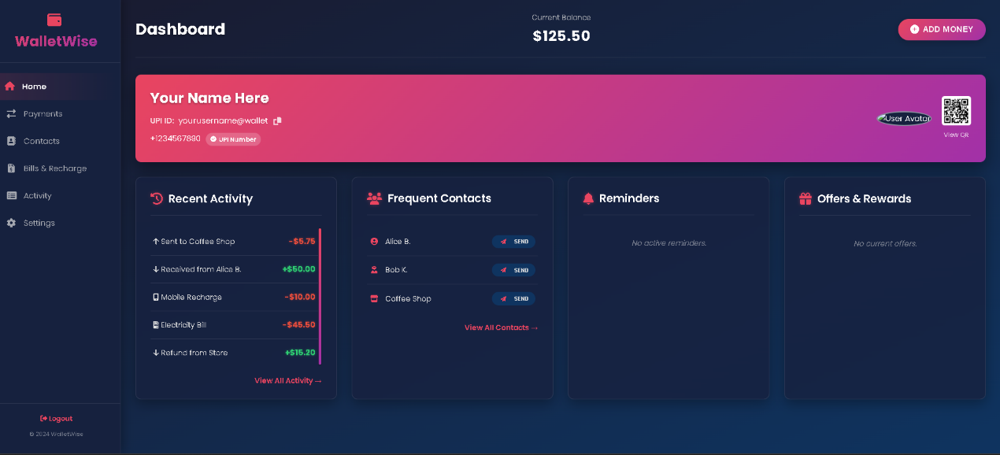 WalletWise
Home
Payments
Contacts
Bills & Recharge
Activity
Settings
Logout
© 2024 WalletWise
Dashboard
Current Balance
$125.50
ADD MONEY
Your Name Here
UPI ID: yourusername@wallet
+1234567890 UPI Number
User Avatar
View QR
Recent Activity
Sent to Coffee Shop -$5.75
Received from Alice B. +$50.00
Mobile Recharge -$10.00
Electricity Bill -$45.50
Refund from Store +$15.20
View All Activity →
Frequent Contacts
Alice B. SEND
Bob K. SEND
Coffee Shop SEND
View All Contacts →
Reminders
No active reminders.
Offers & Rewards
No current offers.